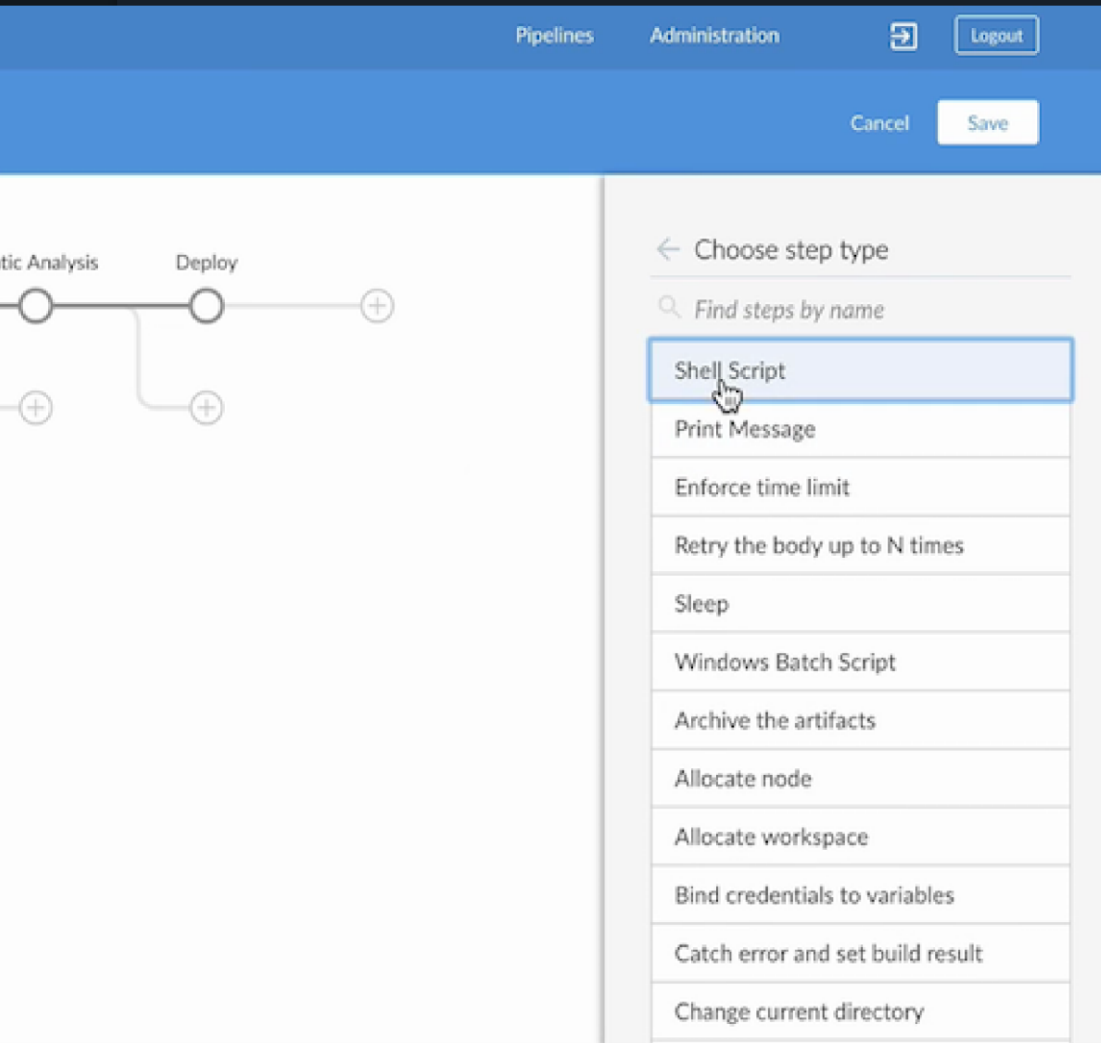 Pipelines Administration Logout
Cancel Save
tic Analysis Deploy
Choose step type
Find steps by name
Shell Script
Print Message
Enforce time limit
Retry the body up to N times
Sleep
Windows Batch Script
Archive the artifacts
Allocate node
Allocate workspace
Bind credentials to variables
Catch error and set build result
Change current directory